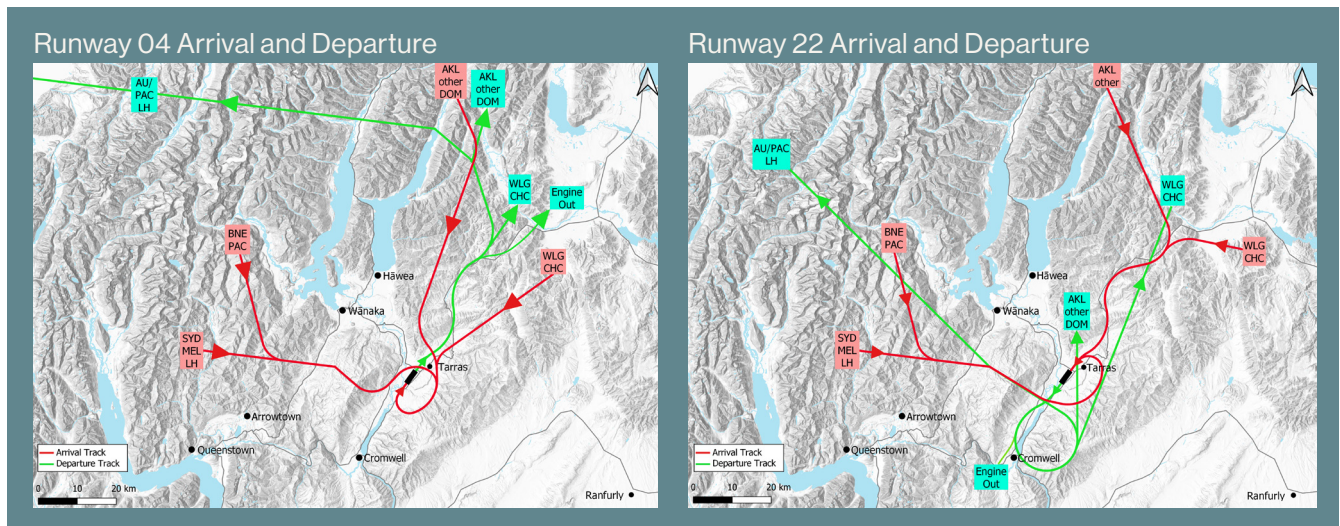 Runway 04 Arrival and Departure
AU/
PAC
LH
AKL
other
DOM
AKL
other
DOM
WLG
CHC
Engine
Out
BNE
PAC
WLG
CHC
Hāwea
Wānaka
SYD
MEL
LH
Tarras
Arrowtown
Queenstown
Cromwell
Arrival Track
Departure Track
0 10 20 km
Ranfurly
Runway 22 Arrival and Departure
AKL
other
AU/PAC
LH
WLG
CHC
BNE
PAC
WLG
CHC
Hāwea
AKL
other
DOM
Wānaka
SYD
MEL
LH
Tarras
Arrowtown
Queenstown
Cromwell
Engine
Out
Arrival Track
Departure Track
0 10 20 km
Ranfurly